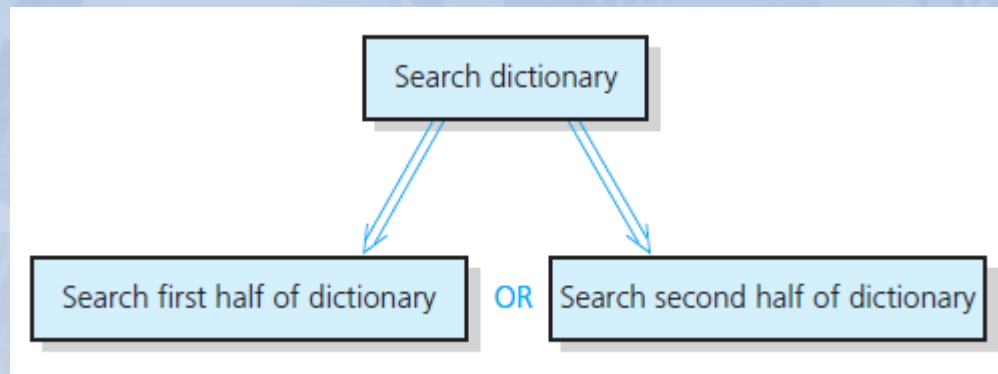 Search dictionary
Search first half of dictionary OR Search second half of dictionary